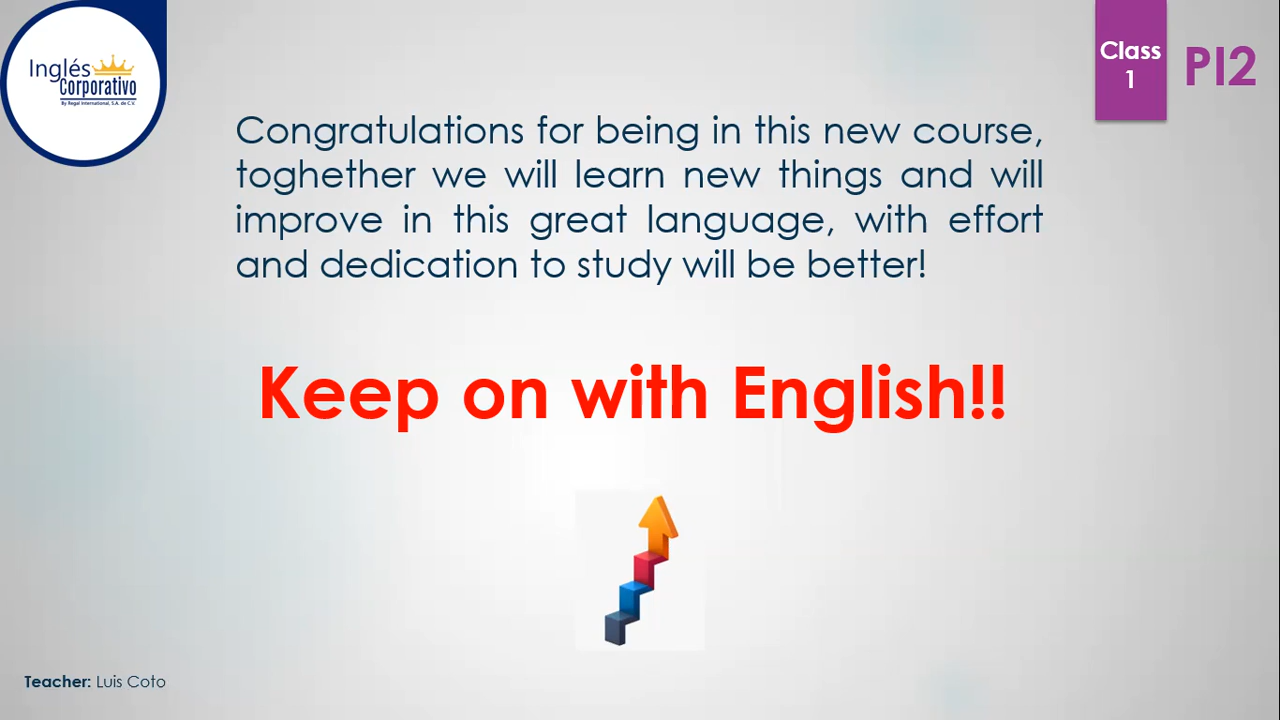 Inglés
Corporativo
By Regal International, S.A. de C.V.
Class
1
PI2
Congratulations for being in this new course,
toghether we will learn new things and will
improve in this great language, with effort
and dedication to study will be better!
Keep on with English!!
Teacher: Luis Coto